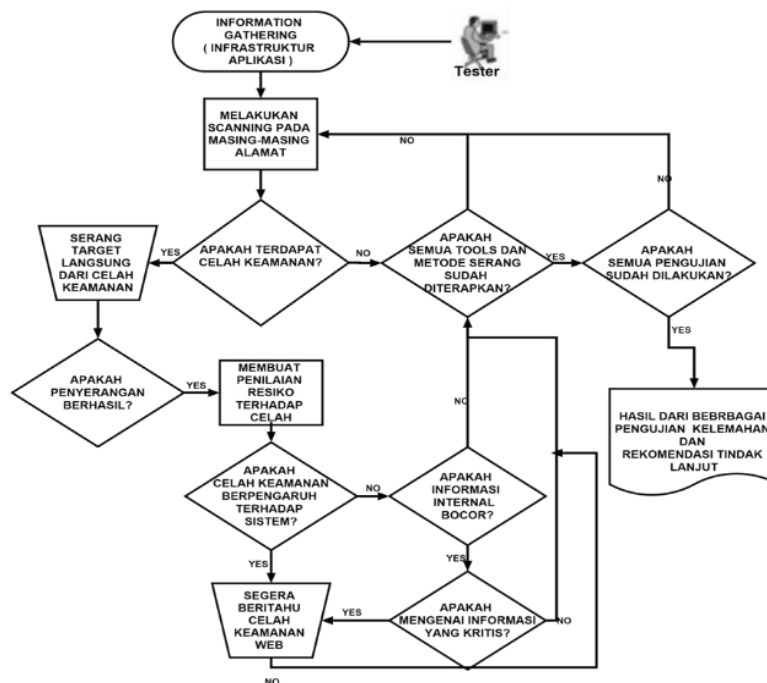 INFORMATION
GATHERING
( INFRASTRUKTUR
APLIKASI )
Tester
MELAKUKAN
SCANNING PADA
MASING-MASING
ALAMAT
NO
NO
SERANG
TARGET
LANGSUNG
DARI CELAH
KEAMANAN
YES
APAKAH TERDAPAT
CELAH KEAMANAN?
NO
APAKAH
SEMUA TOOLS DAN
METODE SERANG
SUDAH
DITERAPKAN?
YES
APAKAH
SEMUA PENGUJIAN
SUDAH DILAKUKAN?
YES
APAKAH
PENYERANGAN
BERHASIL?
YES
MEMBUAT
PENILAIAN
RESIKO
TERHADAP
CELAH
NO
HASIL DARI BEBRBAGAI
PENGUJIAN KELEMAHAN
DAN
REKOMENDASI TINDAK
LANJUT
APAKAH
CELAH KEAMANAN
BERPENGARUH
TERHADAP
SISTEM?
NO
APAKAH
INFORMASI
INTERNAL
BOCOR?
YES
YES
SEGERA
BERITAHU
CELAH
KEAMANAN
WEB
YES
APAKAH
MENGENAI INFORMASI
YANG KRITIS?
NO
NO